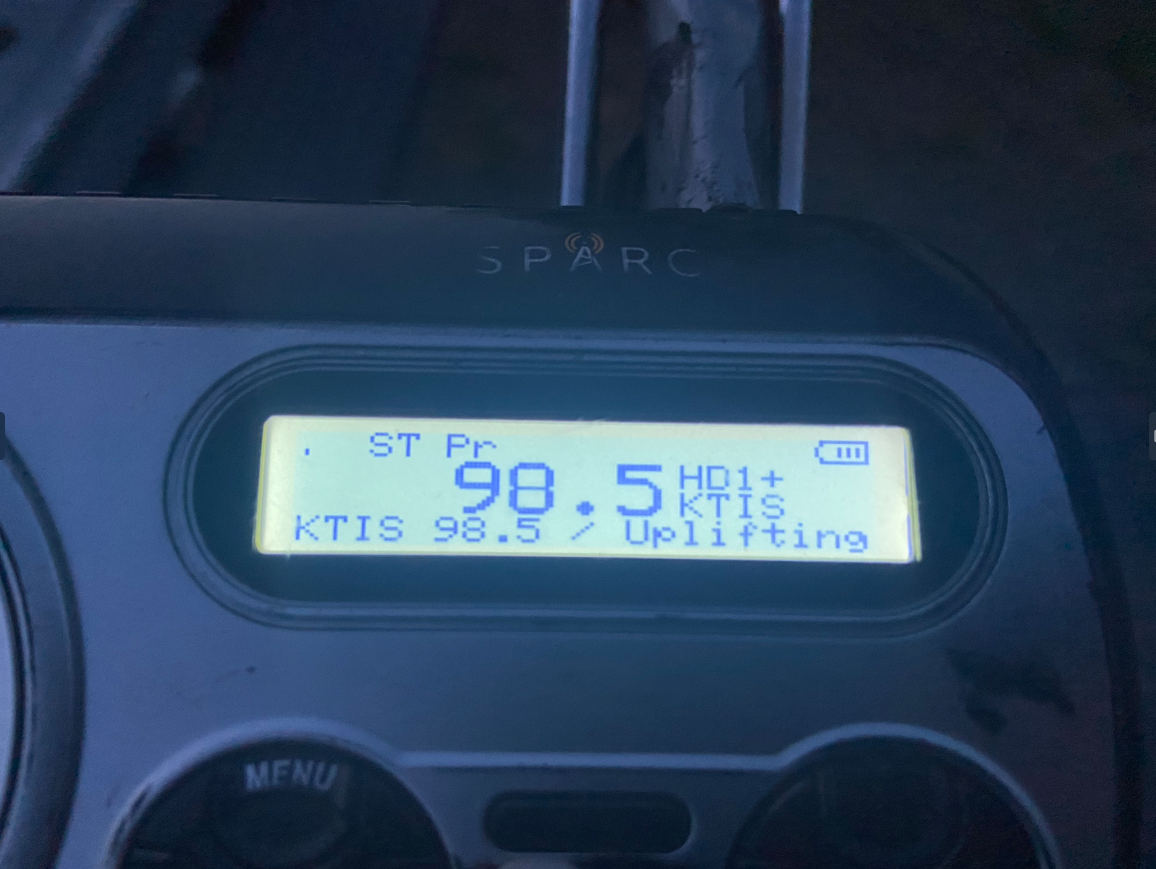 SPARC
ST Pr
98.5 HD1+
KTIS
KTIS 98.5 / Uplifting
MENU